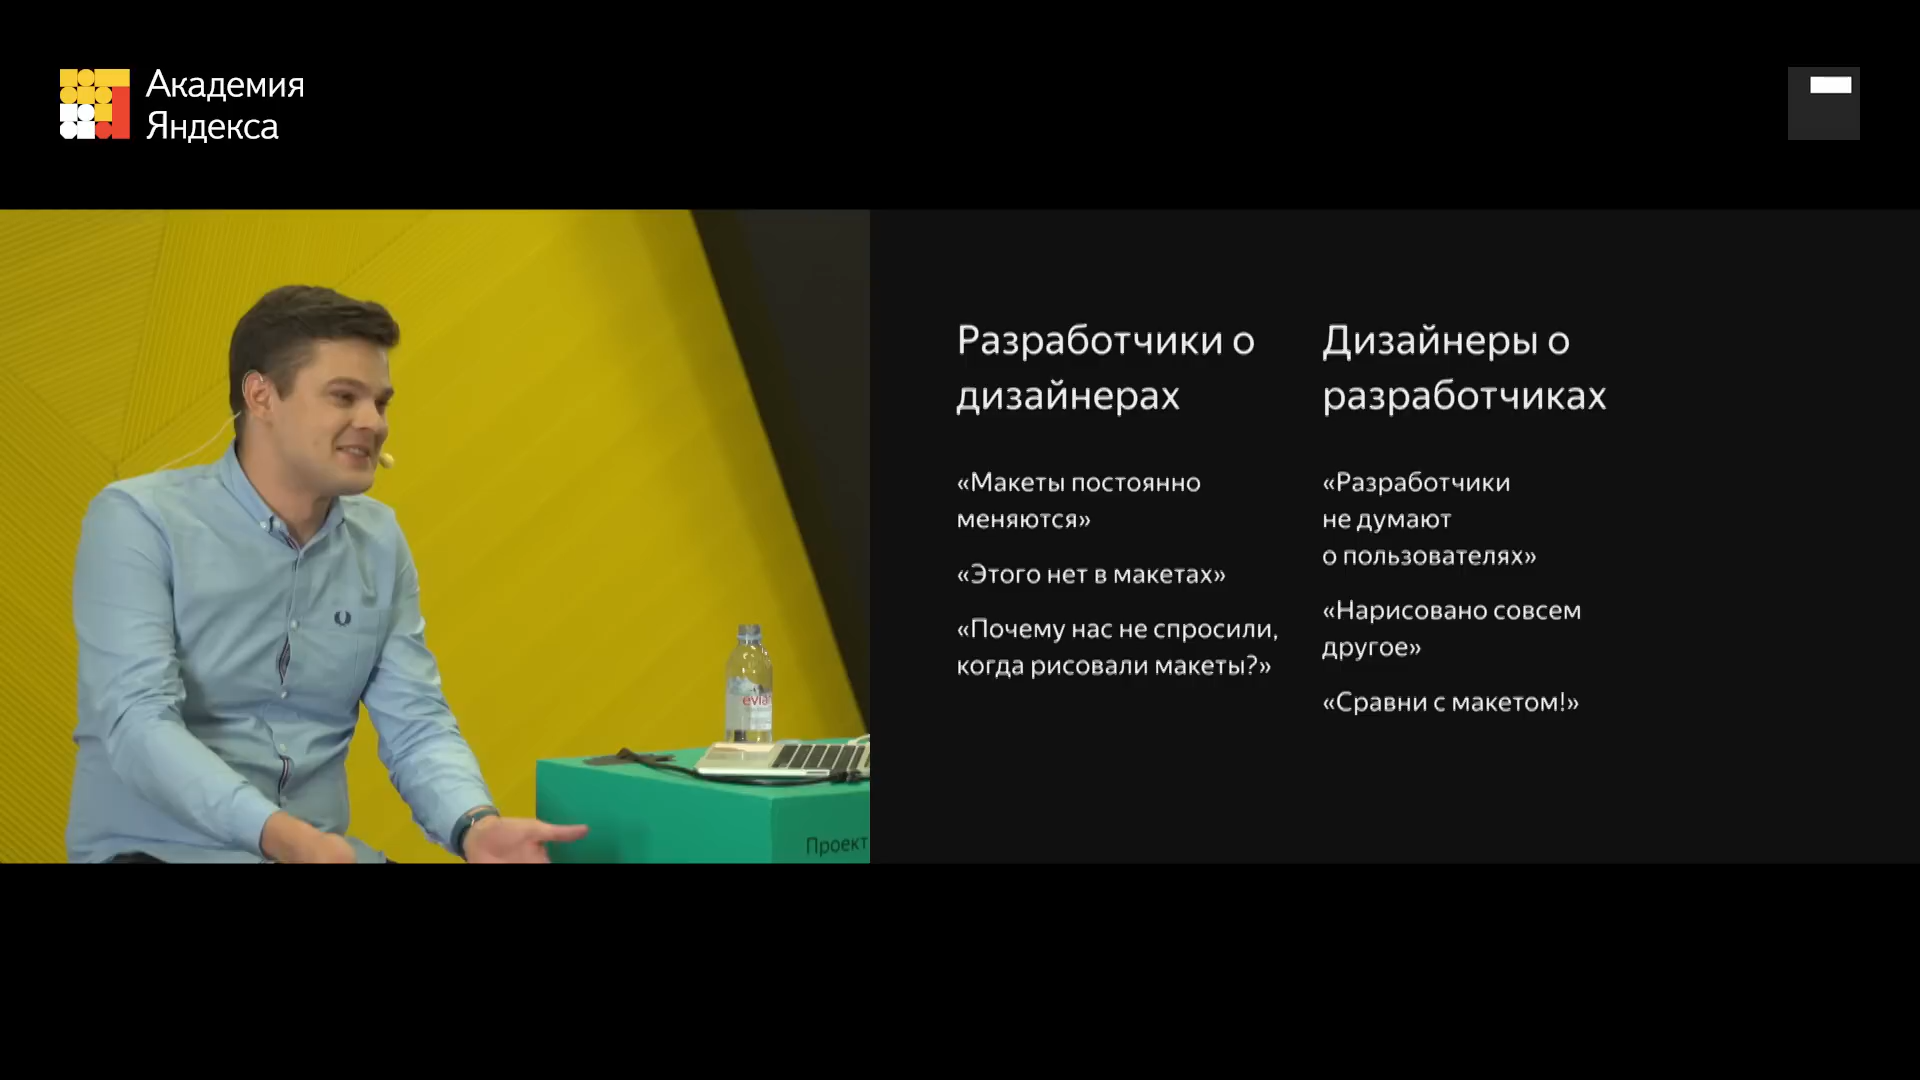 Академия
Яндекса
Разработчики о
дизайнерах
«Макеты постоянно
меняются»
«Этого нет в макетах»
«Почему нас не спросили,
когда рисовали макеты?»
Дизайнеры о
разработчиках
«Разработчики
не думают
о пользователях»
«Нарисовано совсем
другое»
«Сравни с макетом!»
Проект